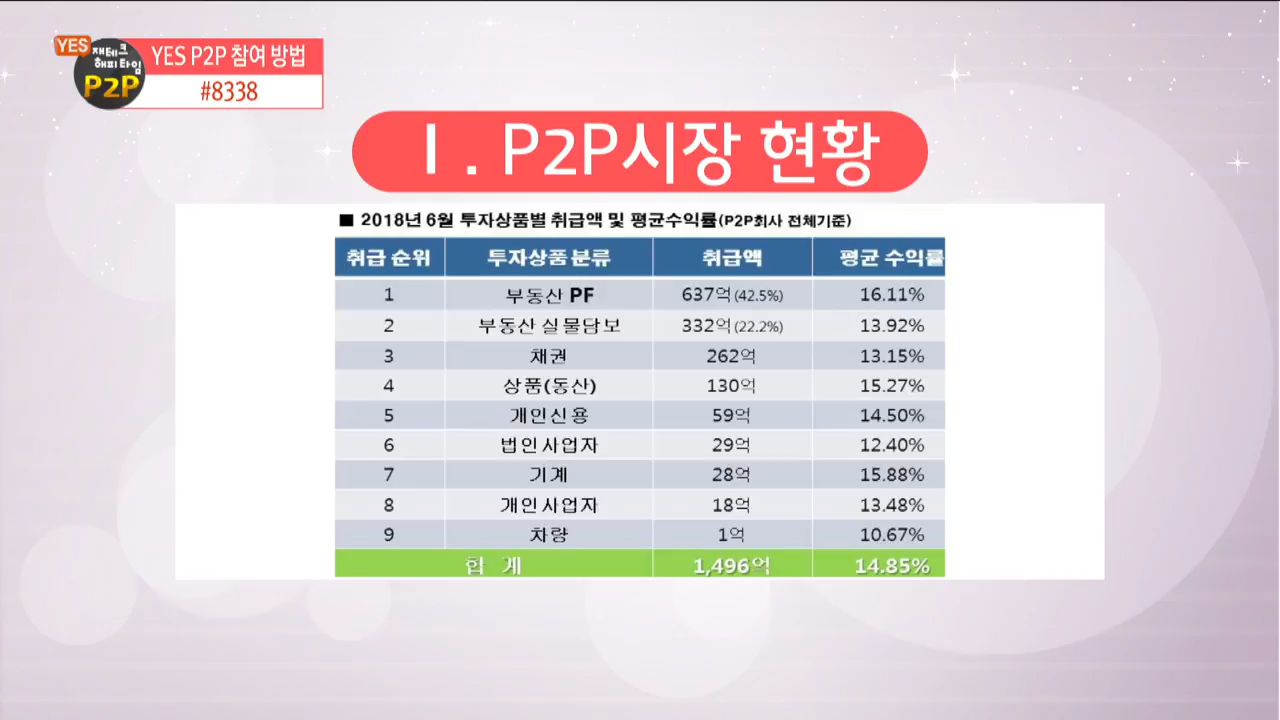 YES
재테크
해피타임
P2P
YES P2P 참여 방법
#8338
Ⅰ. P2P시장 현황
■ 2018년 6월 투자상품별 취급액 및 평균수익률(P2P회사 전체기준)
취급 순위 투자상품 분류 취급액 평균 수익률
1 부동산 PF 637억(42.5%) 16.11%
2 부동산 실물담보 332억(22.2%) 13.92%
3 채권 262억 13.15%
4 상품(동산) 130억 15.27%
5 개인신용 59억 14.50%
6 법인사업자 29억 12.40%
7 기계 28억 15.88%
8 개인사업자 18억 13.48%
9 차량 1억 10.67%
합 계 1,496억 14.85%